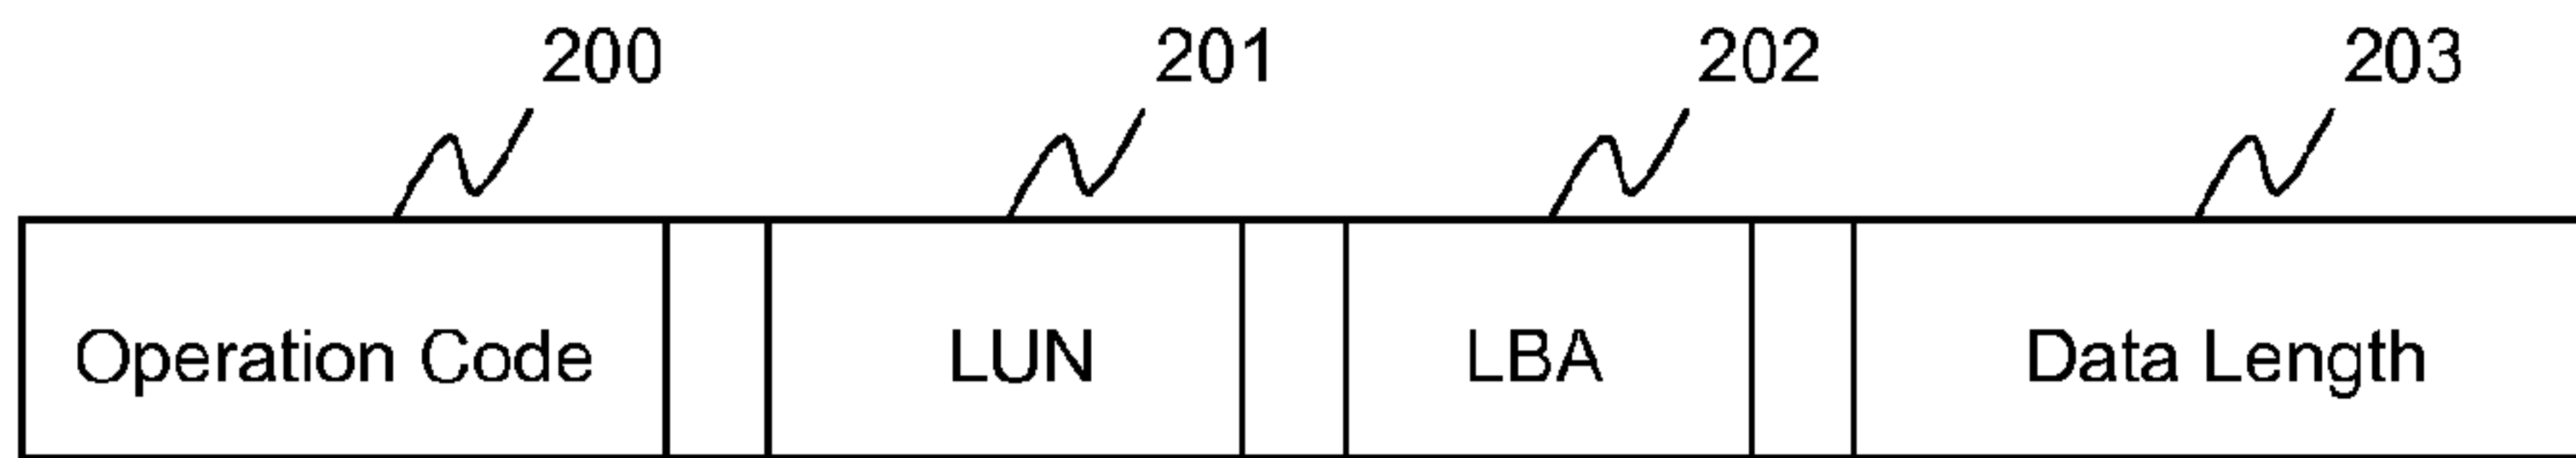 200 201 202 203
Operation Code LUN LBA Data Length